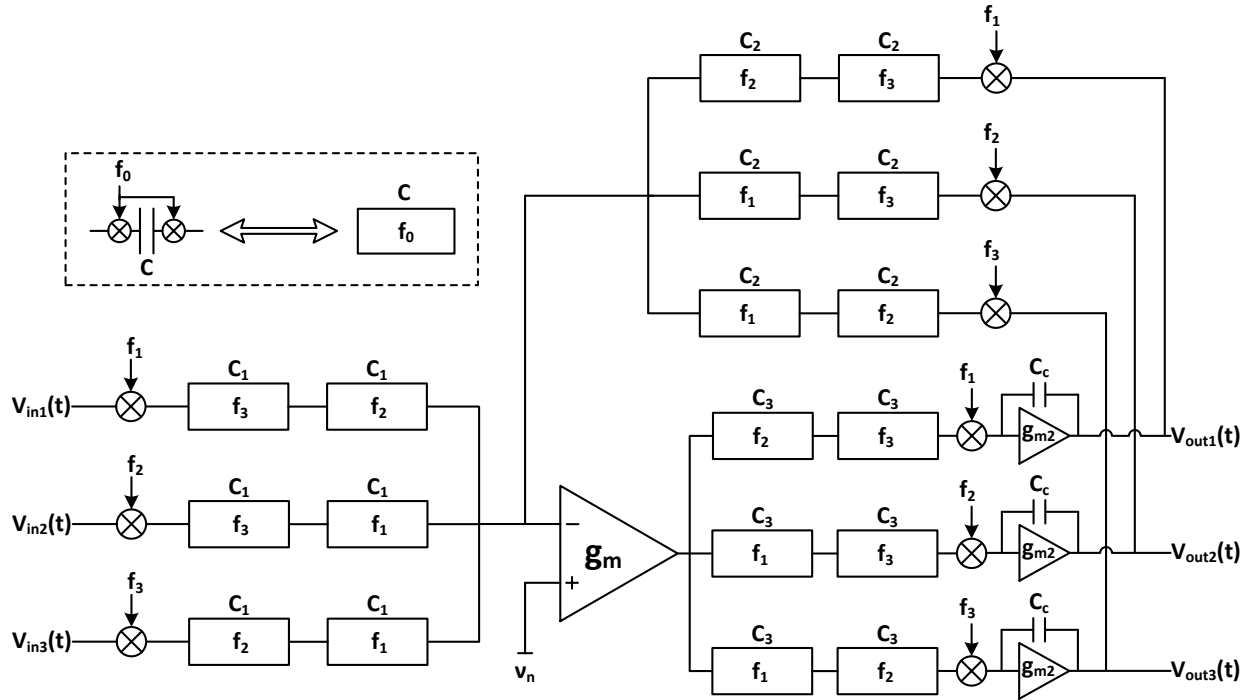 f1
C2 C2
f2 f3
f2
C2 C2
f1 f3
f3
C2 C2
f1 f2
f0
C
C
f0
f1
C1 C1
Vin1(t) f3 f2
f2
C1 C1
Vin2(t) f3 f1
f3
C1 C1
Vin3(t) f2 f1
−
gm
+
νn
f1
C3 C3 Cc
f2 f3 gm2 Vout1(t)
f2
C3 C3 Cc
f1 f3 gm2 Vout2(t)
f3
C3 C3 Cc
f1 f2 gm2 Vout3(t)